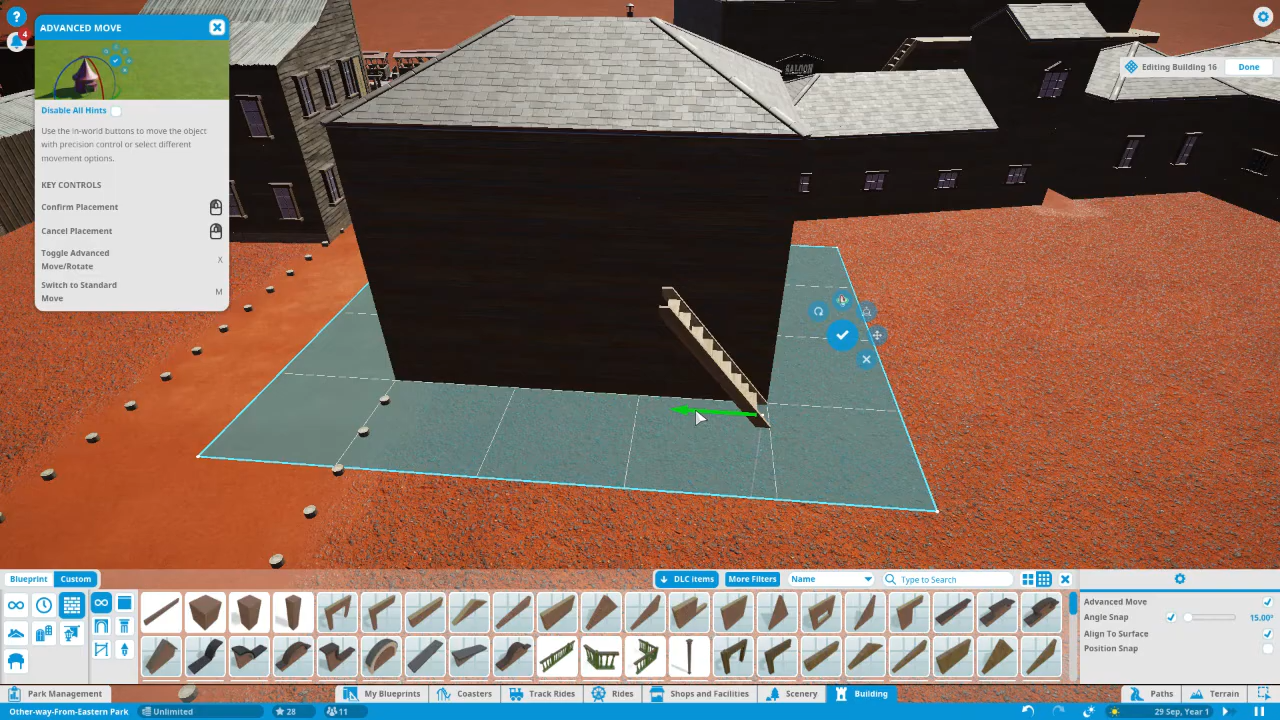 ?
4
ADVANCED MOVE
Disable All Hints
Use the in-world buttons to move the object
with precision control or select different
movement options.
KEY CONTROLS
Confirm Placement
Cancel Placement
Toggle Advanced
Move/Rotate
X
Switch to Standard
Move
M
SALOON
Editing Building 16
Done
Blueprint
Custom
DLC items
More Filters
Name
Type to Search
Advanced Move
Angle Snap
15.00°
Align To Surface
Position Snap
Park Management
My Blueprints
Coasters
Track Rides
Rides
Shops and Facilities
Scenery
Building
Paths
Terrain
Other-way-From-Eastern Park
Unlimited
28
11
29 Sep, Year 1